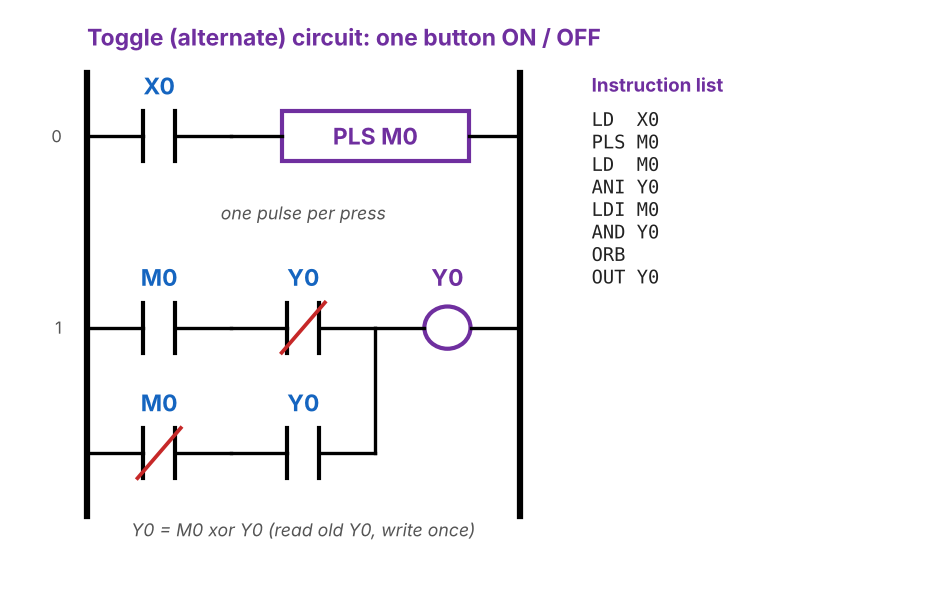 Toggle (alternate) circuit: one button ON / OFF
X0
0
PLS M0
one pulse per press
M0 Y0 Y0
1
M0 Y0
Y0 = M0 xor Y0 (read old Y0, write once)
Instruction list
LD X0
PLS M0
LD M0
ANI Y0
LDI M0
AND Y0
ORB
OUT Y0